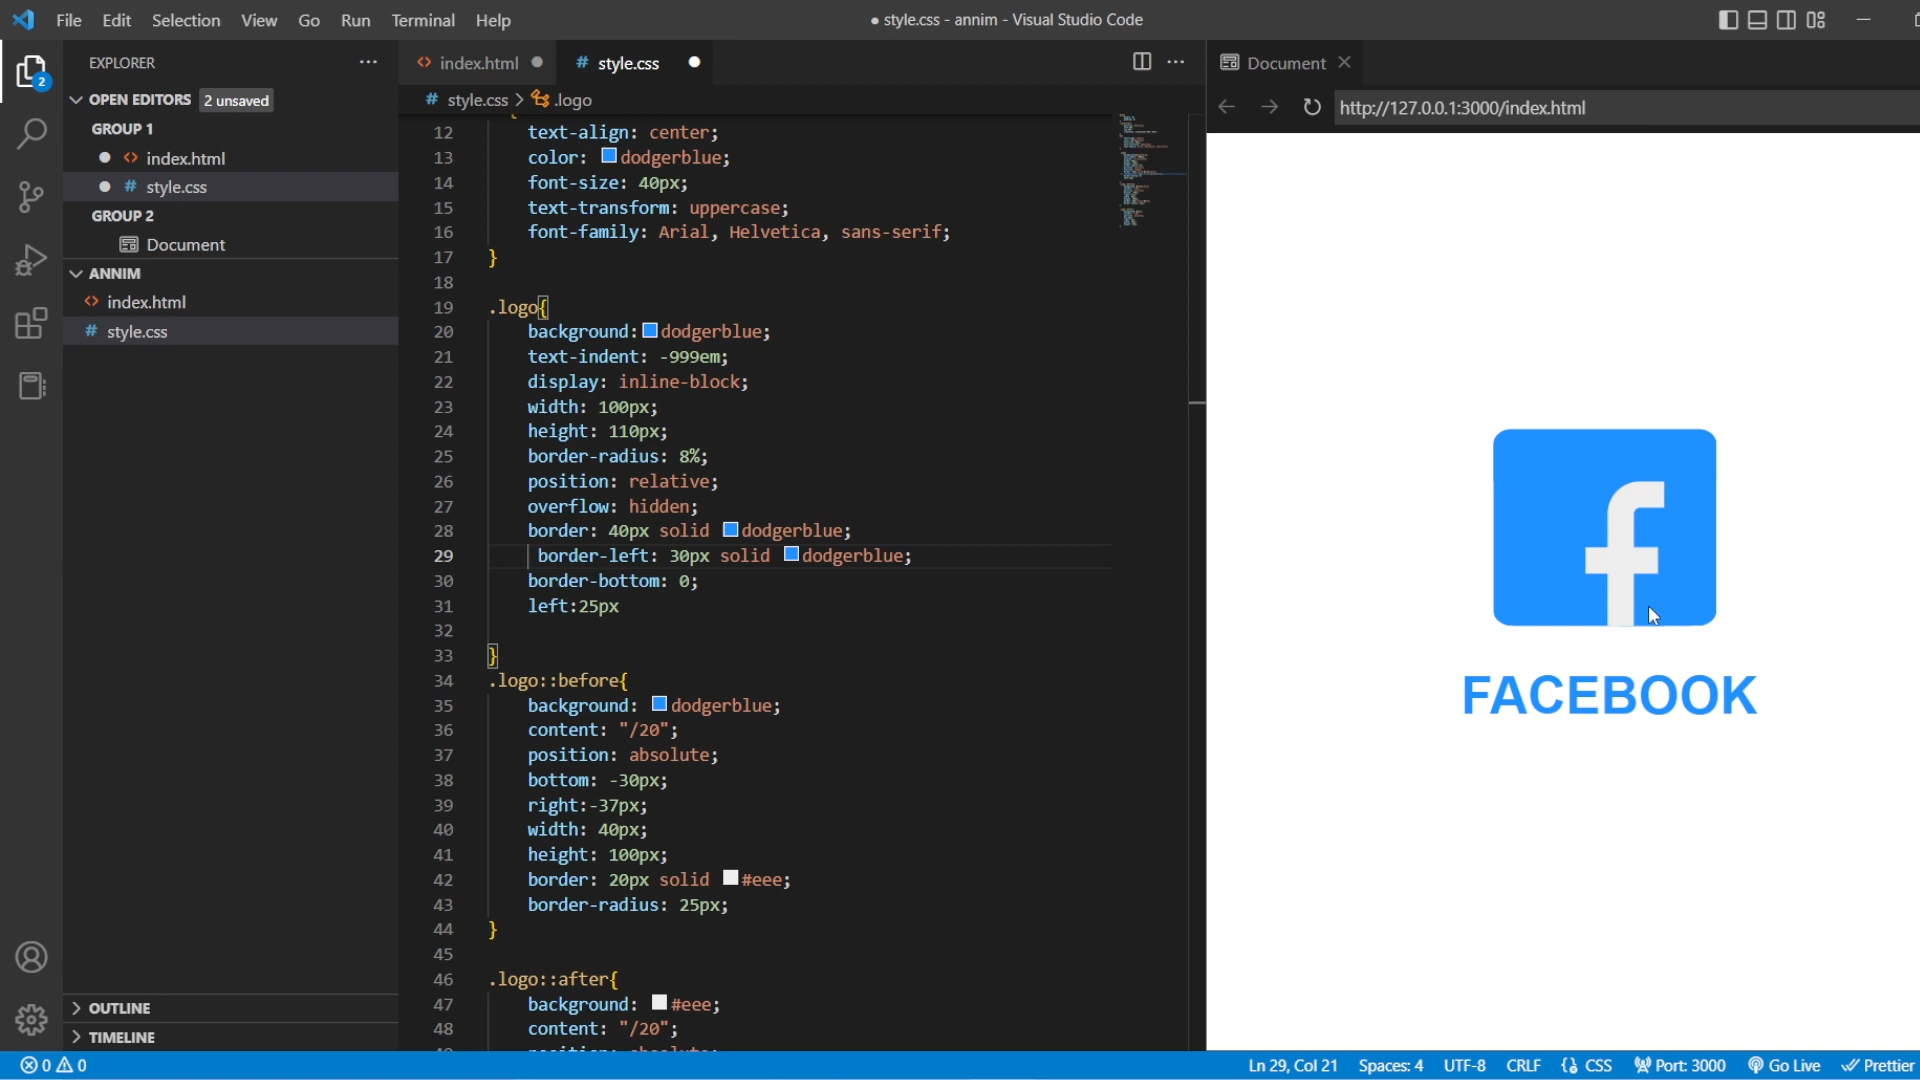 File Edit Selection View Go Run Terminal Help
● style.css - annim - Visual Studio Code
EXPLORER
OPEN EDITORS 2 unsaved
GROUP 1
index.html
# style.css
GROUP 2
Document
ANNIM
index.html
# style.css
OUTLINE
TIMELINE
2
index.html
# style.css
# style.css > .logo
12 text-align: center;
13 color: dodgerblue;
14 font-size: 40px;
15 text-transform: uppercase;
16 font-family: Arial, Helvetica, sans-serif;
17 }
18
19 .logo{
20 background: dodgerblue;
21 text-indent: -999em;
22 display: inline-block;
23 width: 100px;
24 height: 110px;
25 border-radius: 8%;
26 position: relative;
27 overflow: hidden;
28 border: 40px solid dodgerblue;
29 border-left: 30px solid dodgerblue;
30 border-bottom: 0;
31 left:25px
32
33 }
34 .logo::before{
35 background: dodgerblue;
36 content: "/20";
37 position: absolute;
38 bottom: -30px;
39 right:-37px;
40 width: 40px;
41 height: 100px;
42 border: 20px solid #eee;
43 border-radius: 25px;
44 }
45
46 .logo::after{
47 background: #eee;
48 content: "/20";
Document
http://127.0.0.1:3000/index.html
f
FACEBOOK
0 0
Ln 29, Col 21 Spaces: 4 UTF-8 CRLF {} CSS Port: 3000 Go Live Prettier